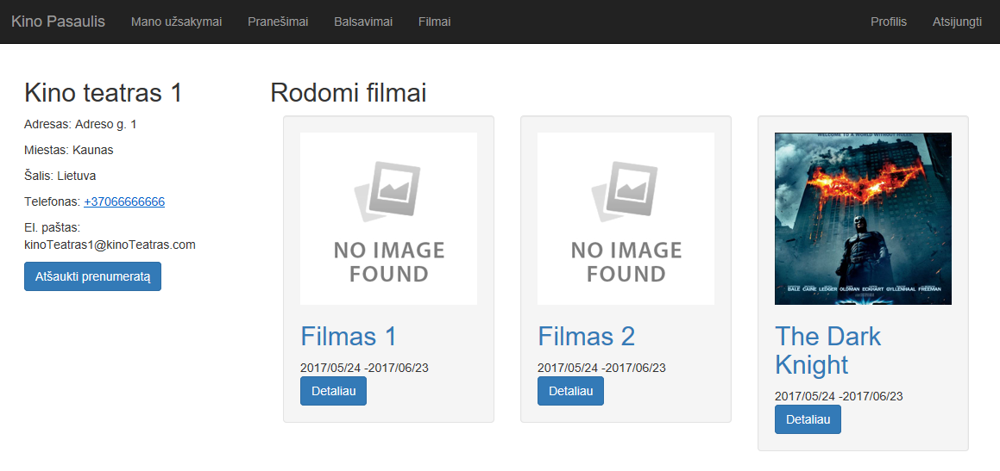 Kino Pasaulis Mano užsakymai Pranešimai Balsavimai Filmai Profilis Atsijungti
Kino teatras 1
Adresas: Adreso g. 1
Miestas: Kaunas
Šalis: Lietuva
Telefonas: +37066666666
El. paštas:
kinoTeatras1@kinoTeatras.com
Atšaukti prenumeratą
Rodomi filmai
NO IMAGE
FOUND
Filmas 1
2017/05/24 -2017/06/23
Detaliau
NO IMAGE
FOUND
Filmas 2
2017/05/24 -2017/06/23
Detaliau
WELCOME TO A WORLD WITHOUT RULES.
BALE CAINE LEDGER OLDMAN ECKHART GYLLENHAAL FREEMAN
The Dark
Knight
2017/05/24 -2017/06/23
Detaliau